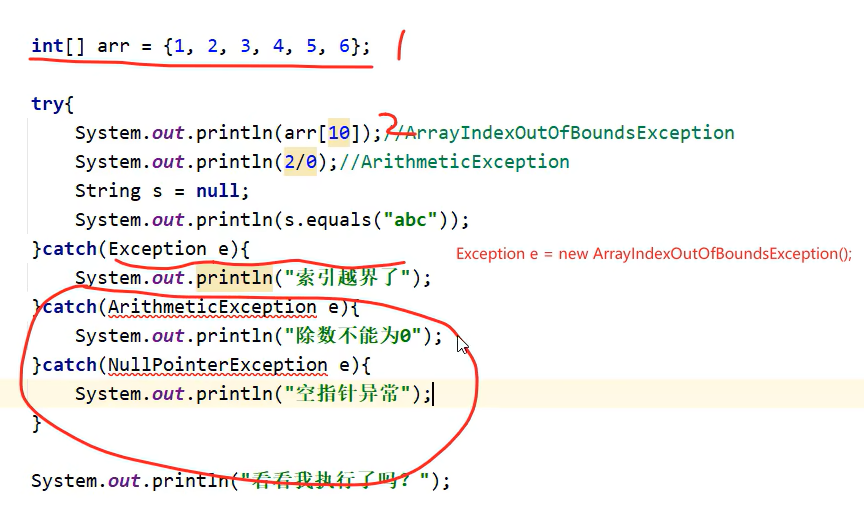 int[] arr = {1, 2, 3, 4, 5, 6}; 1
try{
System.out.println(arr[10]);//ArrayIndexOutOfBoundsException 2
System.out.println(2/0);//ArithmeticException
String s = null;
System.out.println(s.equals("abc"));
}catch(Exception e){
Exception e = new ArrayIndexOutOfBoundsException();
System.out.println("索引越界了");
}catch(ArithmeticException e){
System.out.println("除数不能为0");
}catch(NullPointerException e){
System.out.println("空指针异常");
}
System.out.println("看看我执行了吗？");